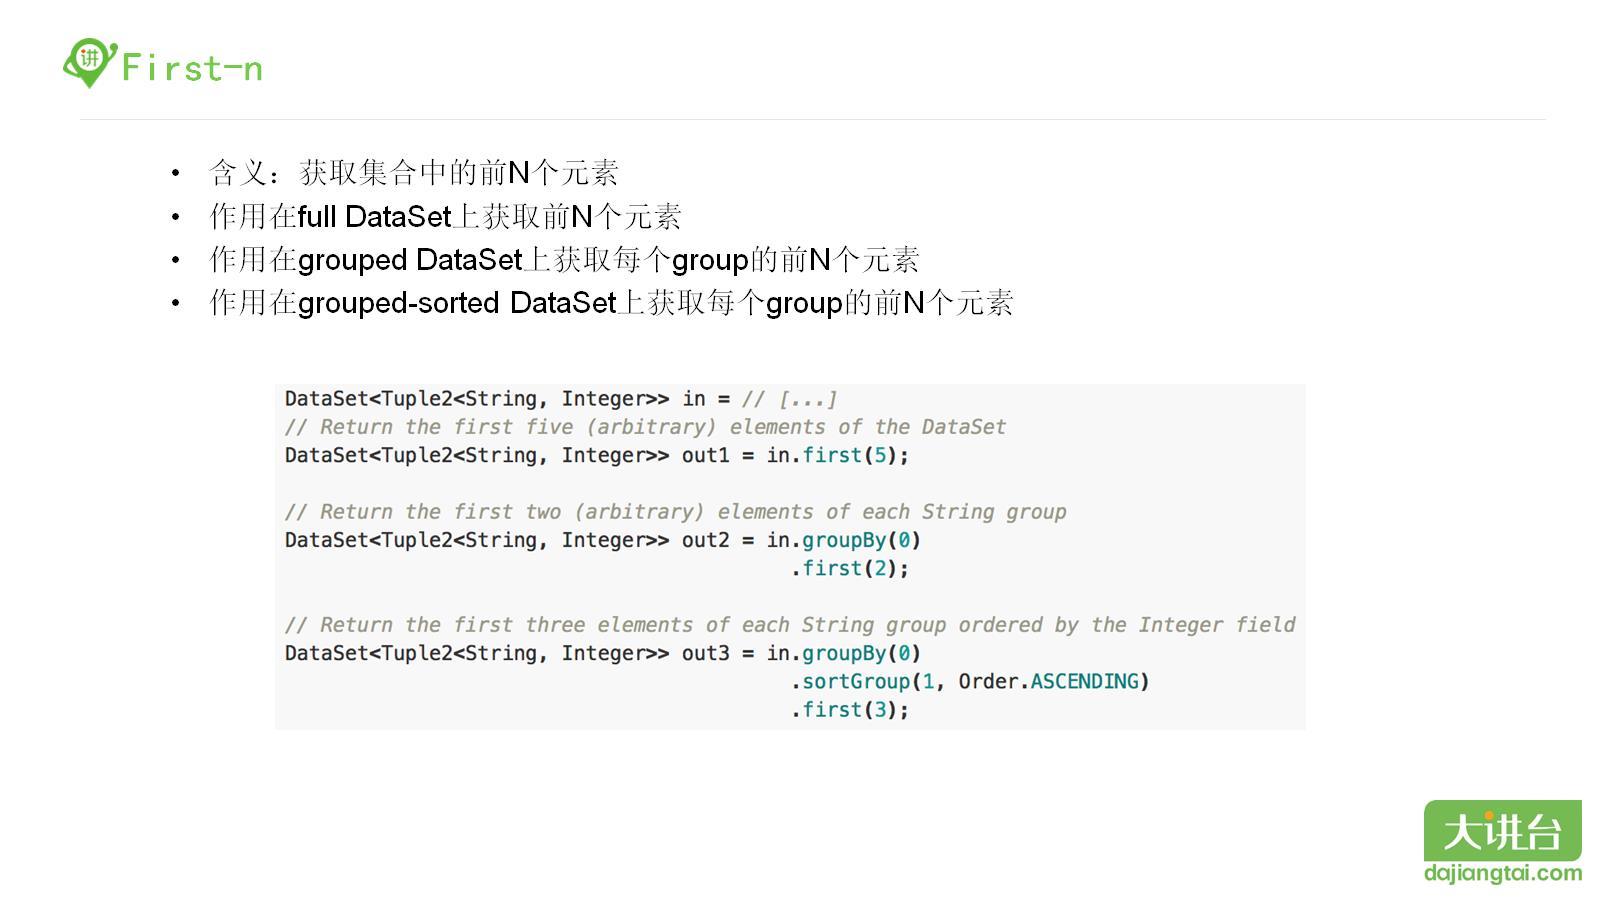 讲 First-n
• 含义：获取集合中的前N个元素
• 作用在full DataSet上获取前N个元素
• 作用在grouped DataSet上获取每个group的前N个元素
• 作用在grouped-sorted DataSet上获取每个group的前N个元素
DataSet<Tuple2<String, Integer>> in = // [...]
// Return the first five (arbitrary) elements of the DataSet
DataSet<Tuple2<String, Integer>> out1 = in.first(5);
// Return the first two (arbitrary) elements of each String group
DataSet<Tuple2<String, Integer>> out2 = in.groupBy(0)
.first(2);
// Return the first three elements of each String group ordered by the Integer field
DataSet<Tuple2<String, Integer>> out3 = in.groupBy(0)
.sortGroup(1, Order.ASCENDING)
.first(3);
大讲台
dajiangtai.com